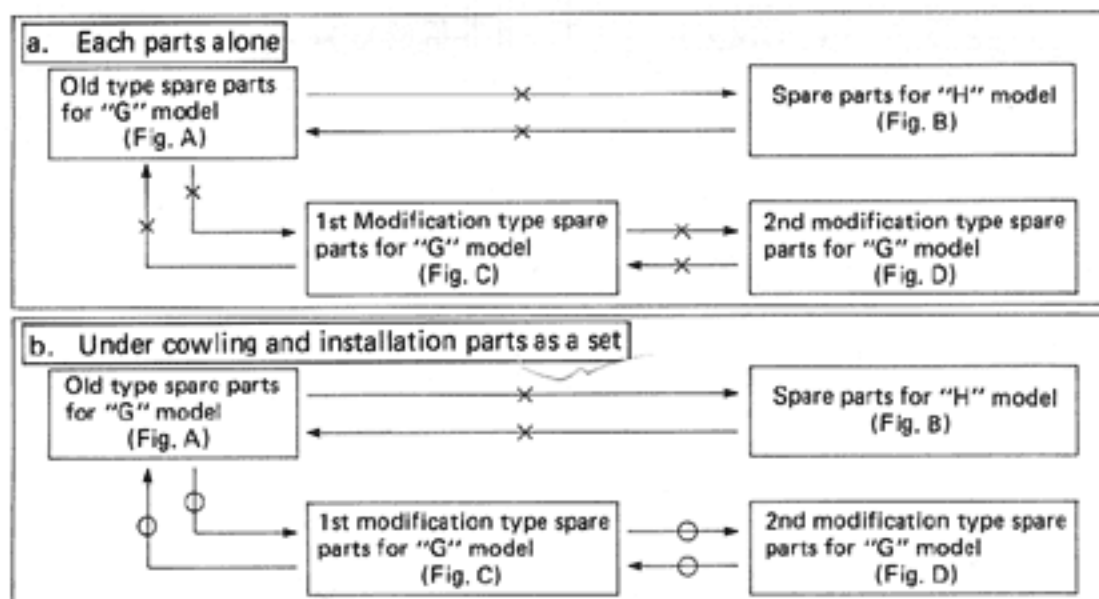 a. Each parts alone
Old type spare parts
for "G" model
(Fig. A)
Spare parts for "H" model
(Fig. B)
1st Modification type spare
parts for "G" model
(Fig. C)
2nd modification type spare
parts for "G" model
(Fig. D)
b. Under cowling and installation parts as a set
Old type spare parts
for "G" model
(Fig. A)
Spare parts for "H" model
(Fig. B)
1st modification type spare
parts for "G" model
(Fig. C)
2nd modification type spare
parts for "G" model
(Fig. D)